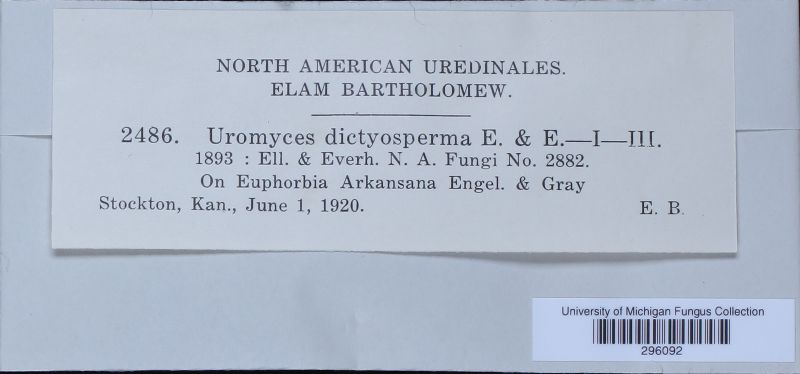 NORTH AMERICAN UREDINALES.
ELAM BARTHOLOMEW.
2486. Uromyces dictyosperma E. & E.—I—III.
1893 : Ell. & Everh. N. A. Fungi No. 2882.
On Euphorbia Arkansana Engel. & Gray
Stockton, Kan., June 1, 1920. E. B.
University of Michigan Fungus Collection
296092